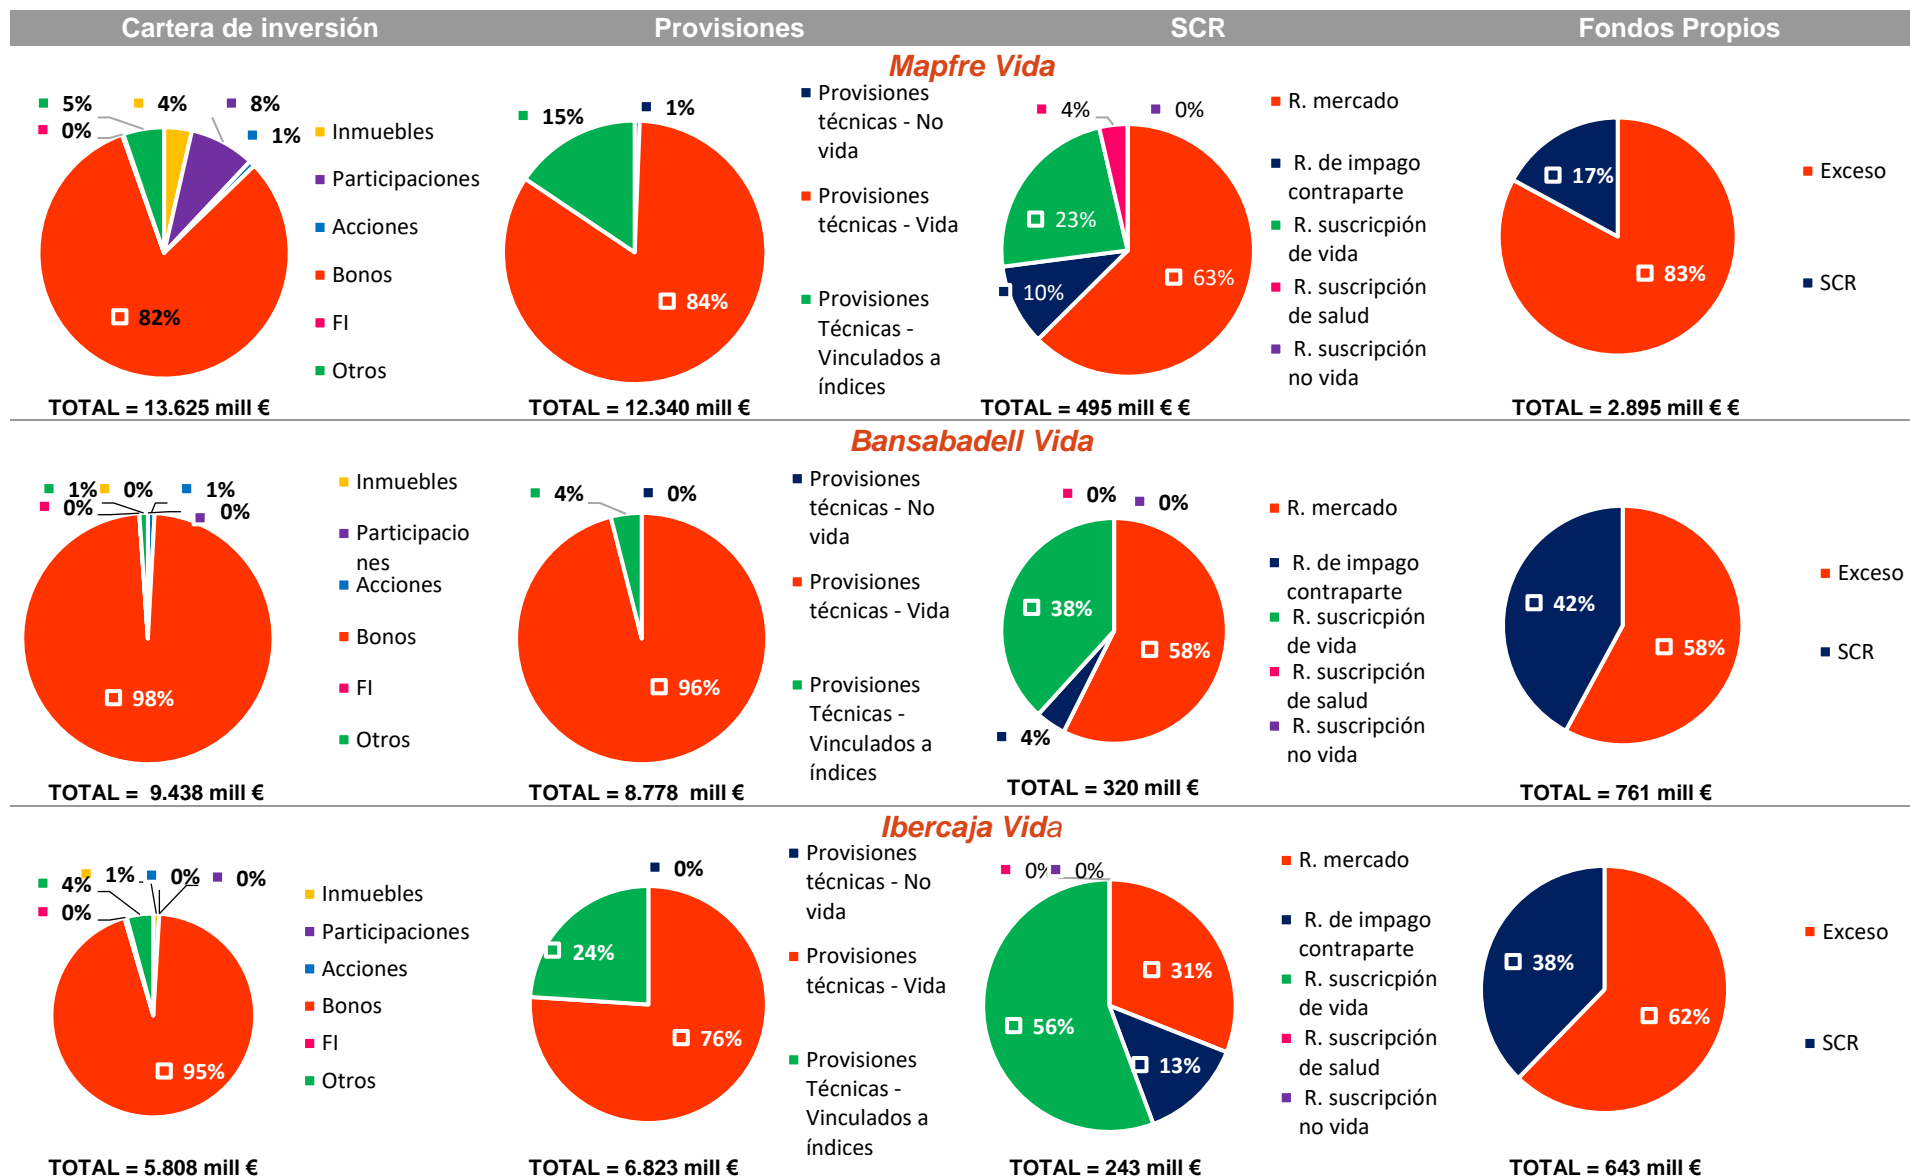 Cartera de inversión
Provisiones
SCR
Fondos Propios
Mapfre Vida
5%
4%
8%
0%
1%
82%
Inmuebles
Participaciones
Acciones
Bonos
FI
Otros
TOTAL = 13.625 mill €
15%
1%
84%
Provisiones
técnicas - No
vida
Provisiones
técnicas - Vida
Provisiones
Técnicas -
Vinculados a
índices
TOTAL = 12.340 mill €
4%
0%
23%
10%
63%
R. mercado
R. de impago
contraparte
R. suscricpión
de vida
R. suscripción
de salud
R. suscripción
no vida
TOTAL = 495 mill € €
17%
83%
Exceso
SCR
TOTAL = 2.895 mill € €
Bansabadell Vida
1%
0%
1%
0%
0%
98%
Inmuebles
Participacio
nes
Acciones
Bonos
FI
Otros
TOTAL = 9.438 mill €
4%
0%
96%
Provisiones
técnicas - No
vida
Provisiones
técnicas - Vida
Provisiones
Técnicas -
Vinculados a
índices
TOTAL = 8.778 mill €
0%
0%
38%
58%
4%
R. mercado
R. de impago
contraparte
R. suscricpión
de vida
R. suscripción
de salud
R. suscripción
no vida
TOTAL = 320 mill €
42%
58%
Exceso
SCR
TOTAL = 761 mill €
Ibercaja Vida
4%
1%
0%
0%
0%
95%
Inmuebles
Participaciones
Acciones
Bonos
FI
Otros
TOTAL = 5.808 mill €
0%
24%
76%
Provisiones
técnicas - No
vida
Provisiones
técnicas - Vida
Provisiones
Técnicas -
Vinculados a
índices
TOTAL = 6.823 mill €
0%
0%
31%
56%
13%
R. mercado
R. de impago
contraparte
R. suscricpión
de vida
R. suscripción
de salud
R. suscripción
no vida
TOTAL = 243 mill €
38%
62%
Exceso
SCR
TOTAL = 643 mill €